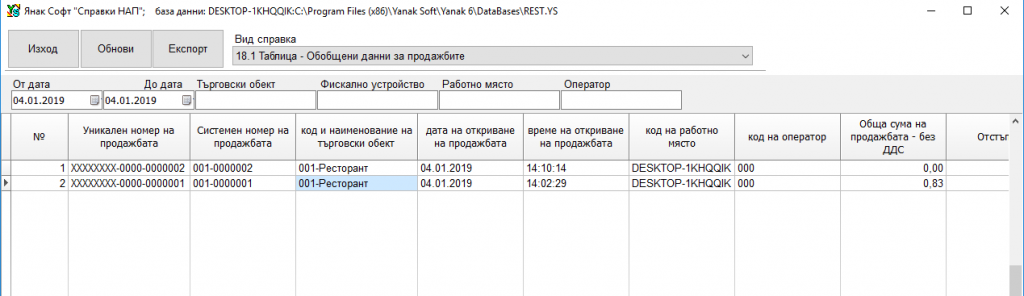 Янак Софт "Справки НАП"; база данни: DESKTOP-1KHQQIK:C:\Program Files (x86)\Yanak Soft\Yanak 6\DataBases\REST.YS
Изход Обнови Експорт
Вид справка
18.1 Таблица - Обобщени данни за продажбите
От дата До дата Търговски обект Фискално устройство Работно място Оператор
04.01.2019 04.01.2019
№ Уникален номер на продажбата Системен номер на продажбата код и наименование на търговски обект дата на откриване на продажбата време на откриване на продажбата код на работно място код на оператор Обща сума на продажбата - без ДДС Отстъп
1 XXXXXXXX-0000-0000002 001-0000002 001-Ресторант 04.01.2019 14:10:14 DESKTOP-1KHQQIK 000 0,00
2 XXXXXXXX-0000-0000001 001-0000001 001-Ресторант 04.01.2019 14:02:29 DESKTOP-1KHQQIK 000 0,83